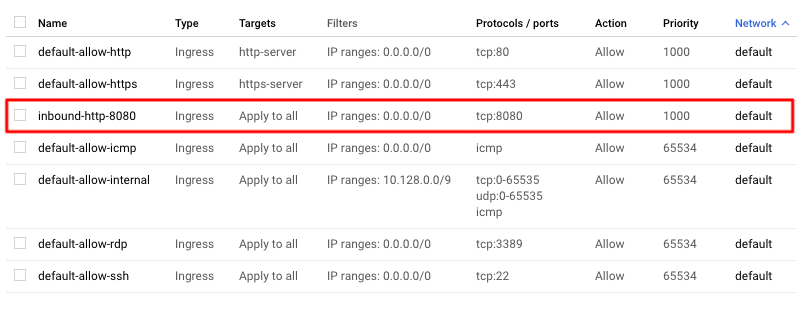 Name Type Targets Filters Protocols / ports Action Priority Network
default-allow-http Ingress http-server IP ranges: 0.0.0.0/0 tcp:80 Allow 1000 default
default-allow-https Ingress https-server IP ranges: 0.0.0.0/0 tcp:443 Allow 1000 default
inbound-http-8080 Ingress Apply to all IP ranges: 0.0.0.0/0 tcp:8080 Allow 1000 default
default-allow-icmp Ingress Apply to all IP ranges: 0.0.0.0/0 icmp Allow 65534 default
default-allow-internal Ingress Apply to all IP ranges: 10.128.0.0/9 tcp:0-65535 Allow 65534 default
udp:0-65535
icmp
default-allow-rdp Ingress Apply to all IP ranges: 0.0.0.0/0 tcp:3389 Allow 65534 default
default-allow-ssh Ingress Apply to all IP ranges: 0.0.0.0/0 tcp:22 Allow 65534 default